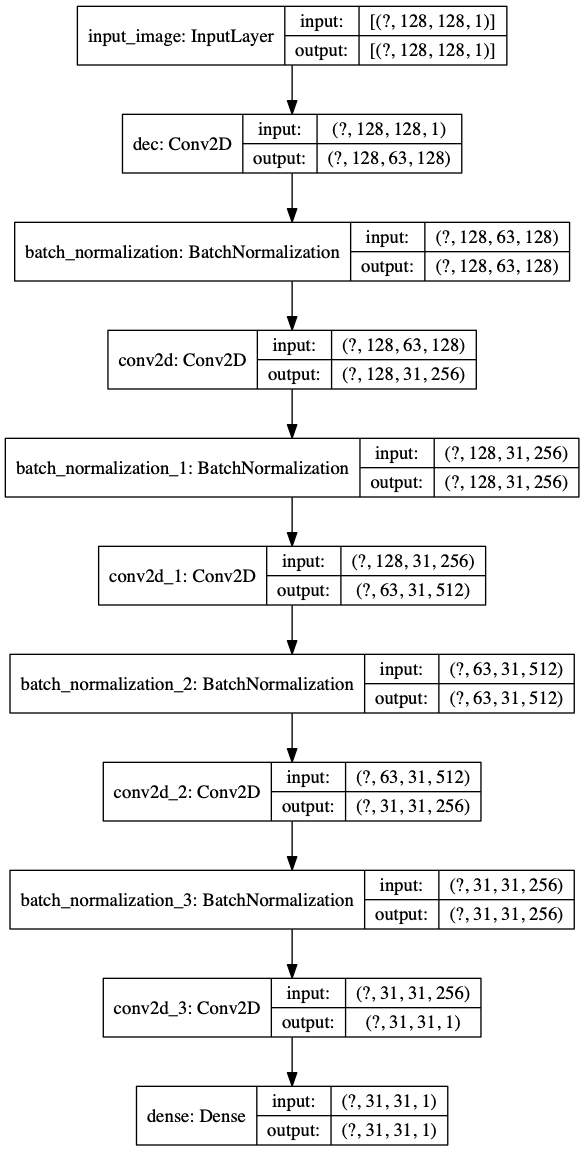 input_image: InputLayer
input: [(?, 128, 128, 1)]
output: [(?, 128, 128, 1)]
dec: Conv2D
input: (?, 128, 128, 1)
output: (?, 128, 63, 128)
batch_normalization: BatchNormalization
input: (?, 128, 63, 128)
output: (?, 128, 63, 128)
conv2d: Conv2D
input: (?, 128, 63, 128)
output: (?, 128, 31, 256)
batch_normalization_1: BatchNormalization
input: (?, 128, 31, 256)
output: (?, 128, 31, 256)
conv2d_1: Conv2D
input: (?, 128, 31, 256)
output: (?, 63, 31, 512)
batch_normalization_2: BatchNormalization
input: (?, 63, 31, 512)
output: (?, 63, 31, 512)
conv2d_2: Conv2D
input: (?, 63, 31, 512)
output: (?, 31, 31, 256)
batch_normalization_3: BatchNormalization
input: (?, 31, 31, 256)
output: (?, 31, 31, 256)
conv2d_3: Conv2D
input: (?, 31, 31, 256)
output: (?, 31, 31, 1)
dense: Dense
input: (?, 31, 31, 1)
output: (?, 31, 31, 1)